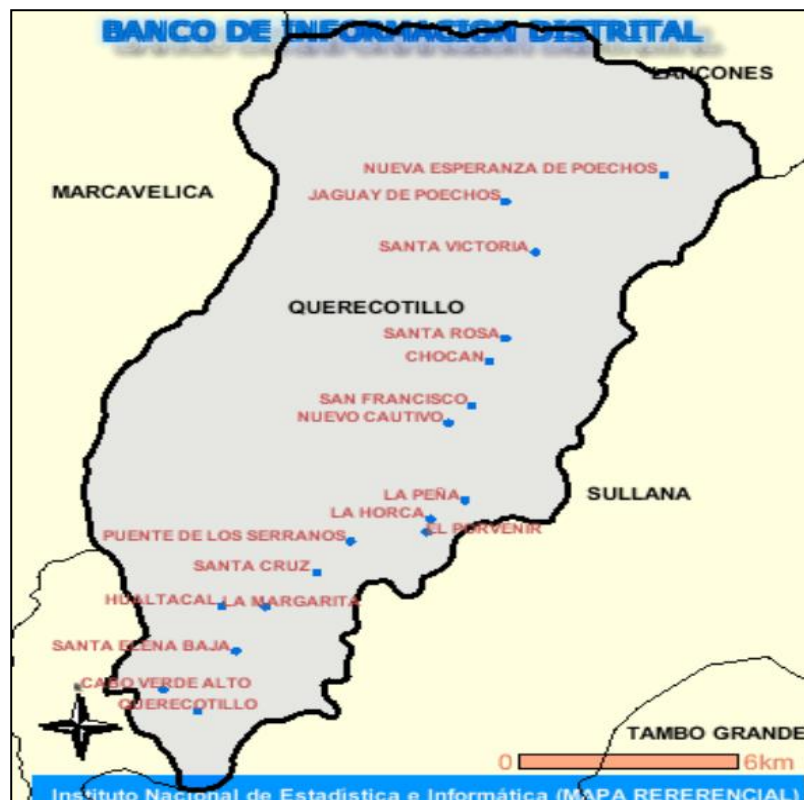 BANCO DE INFORMACION DISTRITAL
LANCONES
NUEVA ESPERANZA DE POECHOS
MARCAVELICA
JAGUAY DE POECHOS
SANTA VICTORIA
QUERECOTILLO
SANTA ROSA
CHOCAN
SAN FRANCISCO
NUEVO CAUTIVO
LA PEÑA
SULLANA
LA HORCA
EL PORVENIR
PUENTE DE LOS SERRANOS
SANTA CRUZ
HUALTACAL
LA MARGARITA
SANTA ELENA BAJA
CABO VERDE ALTO
QUERECOTILLO
TAMBO GRANDE
0 6km
Instituto Nacional de Estadística e Informática (MAPA RERERENCIAL)